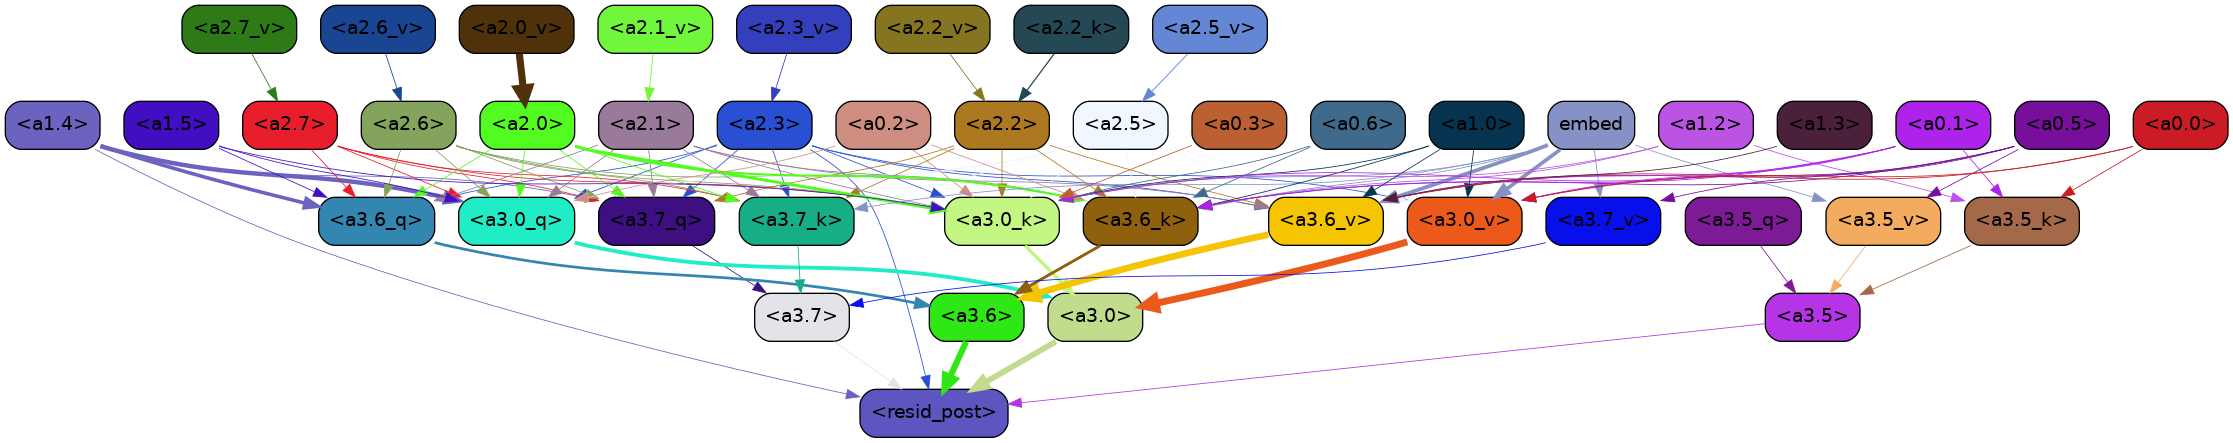 <a2.7_v> <a2.6_v> <a2.0_v> <a2.1_v> <a2.3_v> <a2.2_v> <a2.2_k> <a2.5_v>
<a1.4> <a1.5> <a2.7> <a2.6> <a2.0> <a2.1> <a2.3> <a0.2> <a2.2> <a2.5> <a0.3> <a0.6> <a1.0> embed <a1.2> <a1.3> <a0.1> <a0.5> <a0.0>
<a3.6_q> <a3.0_q> <a3.7_q> <a3.7_k> <a3.0_k> <a3.6_k> <a3.6_v> <a3.0_v> <a3.7_v> <a3.5_q> <a3.5_v> <a3.5_k>
<a3.7> <a3.6> <a3.0> <a3.5>
<resid_post>